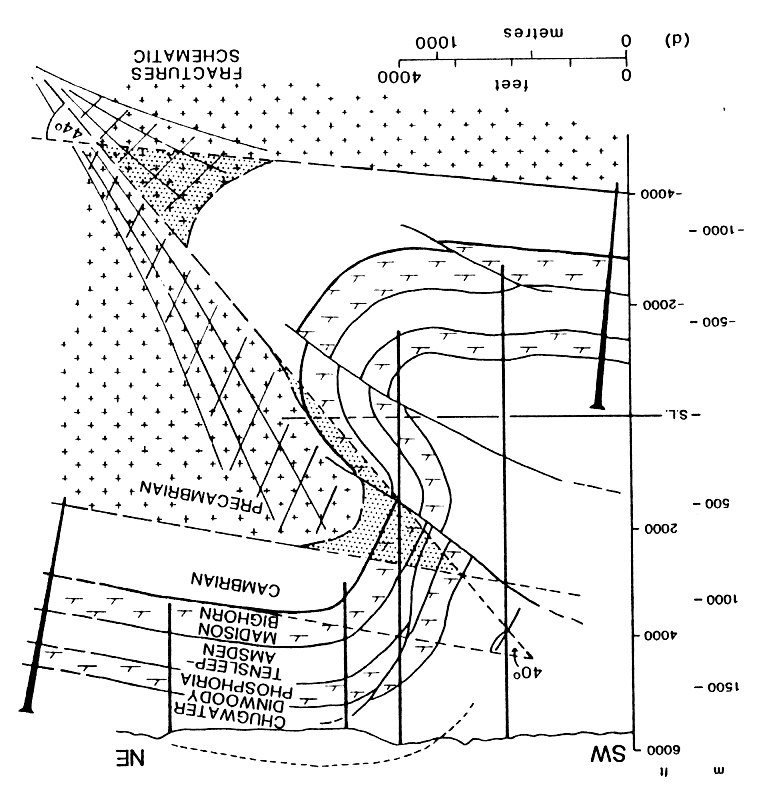 m
ft
SW
NE
6000
1500
4000
1000
2000
500
S.L.
-500
-2000
-1000
-4000
40°
CHUGWATER
DINWOODY
PHOSPHORIA
TENSLEEP-
AMSDEN
MADISON
BIGHORN
CAMBRIAN
PRECAMBRIAN
44°
FRACTURES
SCHEMATIC
0
feet
4000
0
metres
1000
(d)